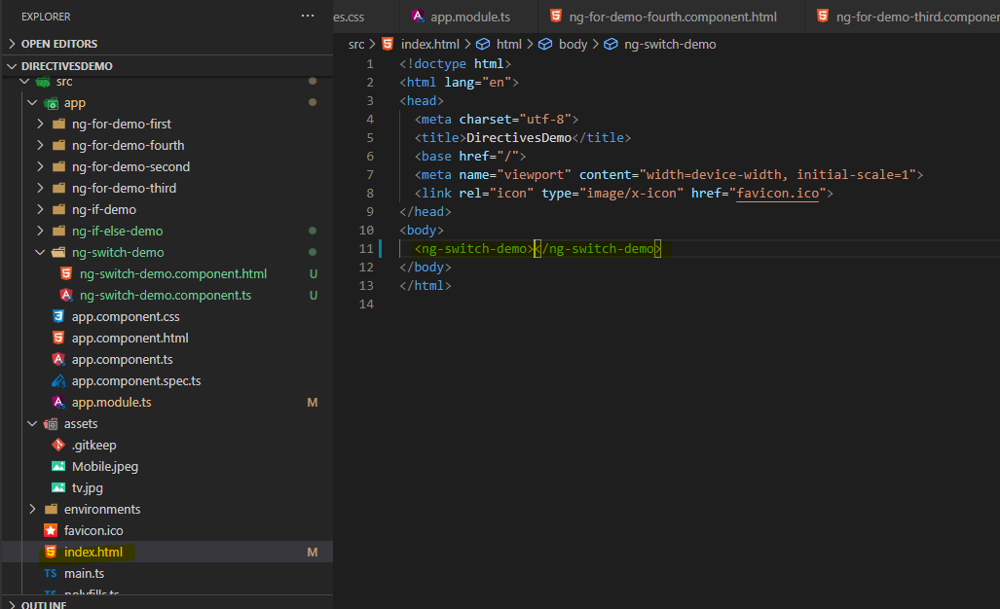 EXPLORER
...
OPEN EDITORS
DIRECTIVESDEMO
src
app
ng-for-demo-first
ng-for-demo-fourth
ng-for-demo-second
ng-for-demo-third
ng-if-demo
ng-if-else-demo
ng-switch-demo
ng-switch-demo.component.html U
ng-switch-demo.component.ts U
app.component.css
app.component.html
app.component.ts
app.component.spec.ts
app.module.ts M
assets
.gitkeep
Mobile.jpeg
tv.jpg
environments
favicon.ico
index.html M
TS main.ts
TS polyfills.ts
OUTLINE
es.css app.module.ts ng-for-demo-fourth.component.html ng-for-demo-third.componen
src > index.html > html > body > ng-switch-demo
1 <!doctype html>
2 <html lang="en">
3 <head>
4 <meta charset="utf-8">
5 <title>DirectivesDemo</title>
6 <base href="/">
7 <meta name="viewport" content="width=device-width, initial-scale=1">
8 <link rel="icon" type="image/x-icon" href="favicon.ico">
9 </head>
10 <body>
11 <ng-switch-demo></ng-switch-demo>
12 </body>
13 </html>
14